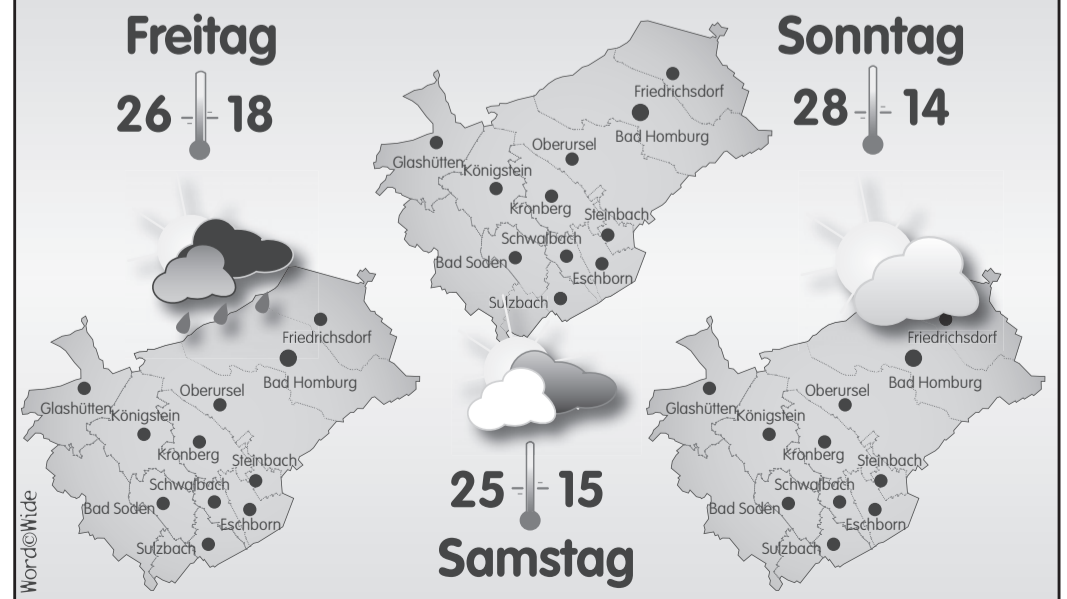 Freitag
26 18
Friedrichsdorf
Bad Homburg
Oberursel
Glashütten
Königstein
Kronberg
Steinbach
Schwalbach
Bad Soden
Eschborn
Sulzbach
Friedrichsdorf
Bad Homburg
Oberursel
Glashütten
Königstein
Kronberg
Steinbach
Schwalbach
Bad Soden
Eschborn
Sulzbach
25 15
Samstag
Sonntag
28 14
Friedrichsdorf
Bad Homburg
Oberursel
Glashütten
Königstein
Kronberg
Steinbach
Schwalbach
Bad Soden
Eschborn
Sulzbach
Word©Wide